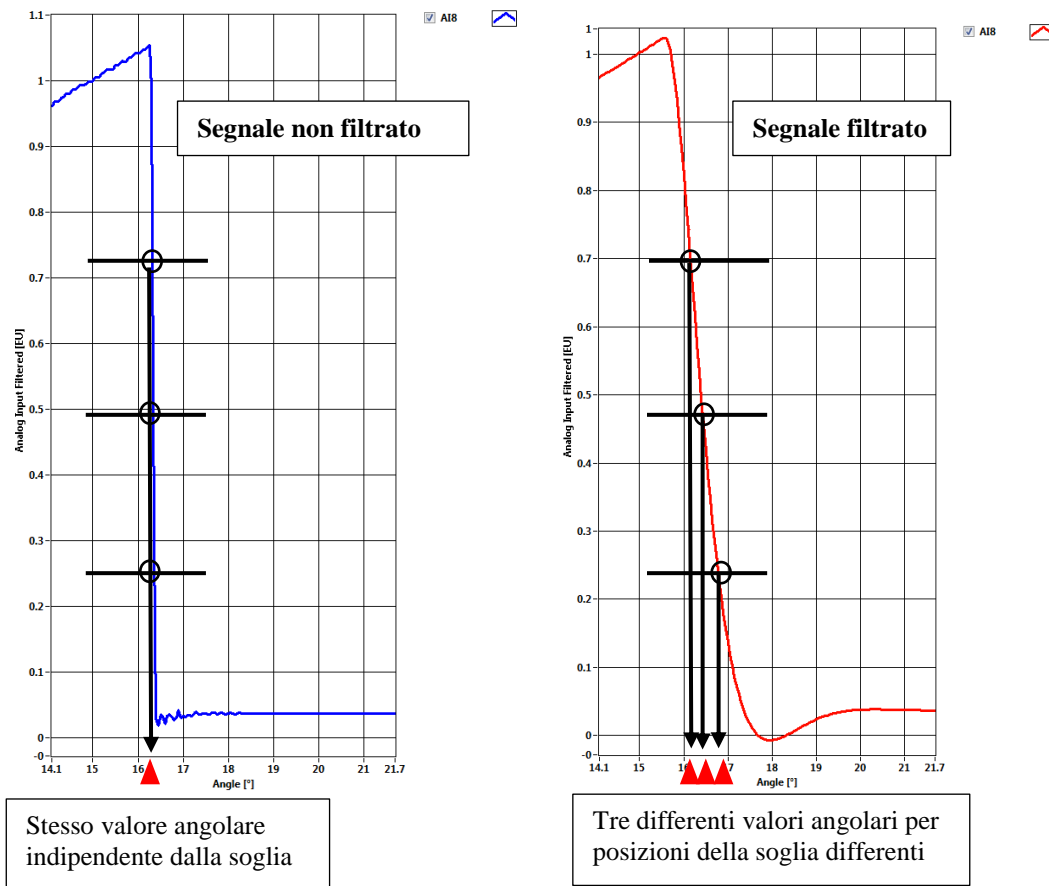 AI8
Segnale non filtrato
1.1
1
0.9
0.8
0.7
0.6
0.5
0.4
0.3
0.2
0.1
0
-0
Analog Input Filtered [EU]
14.1 15 16 17 18 19 20 21 21.7
Angle [°]
Stesso valore angolare
indipendente dalla soglia
AI8
Segnale filtrato
1
1
0.9
0.8
0.7
0.6
0.5
0.4
0.3
0.2
0.1
0
-0
Analog Input Filtered [EU]
14.1 15 16 17 18 19 20 21 21.7
Angle [°]
Tre differenti valori angolari per
posizioni della soglia differenti